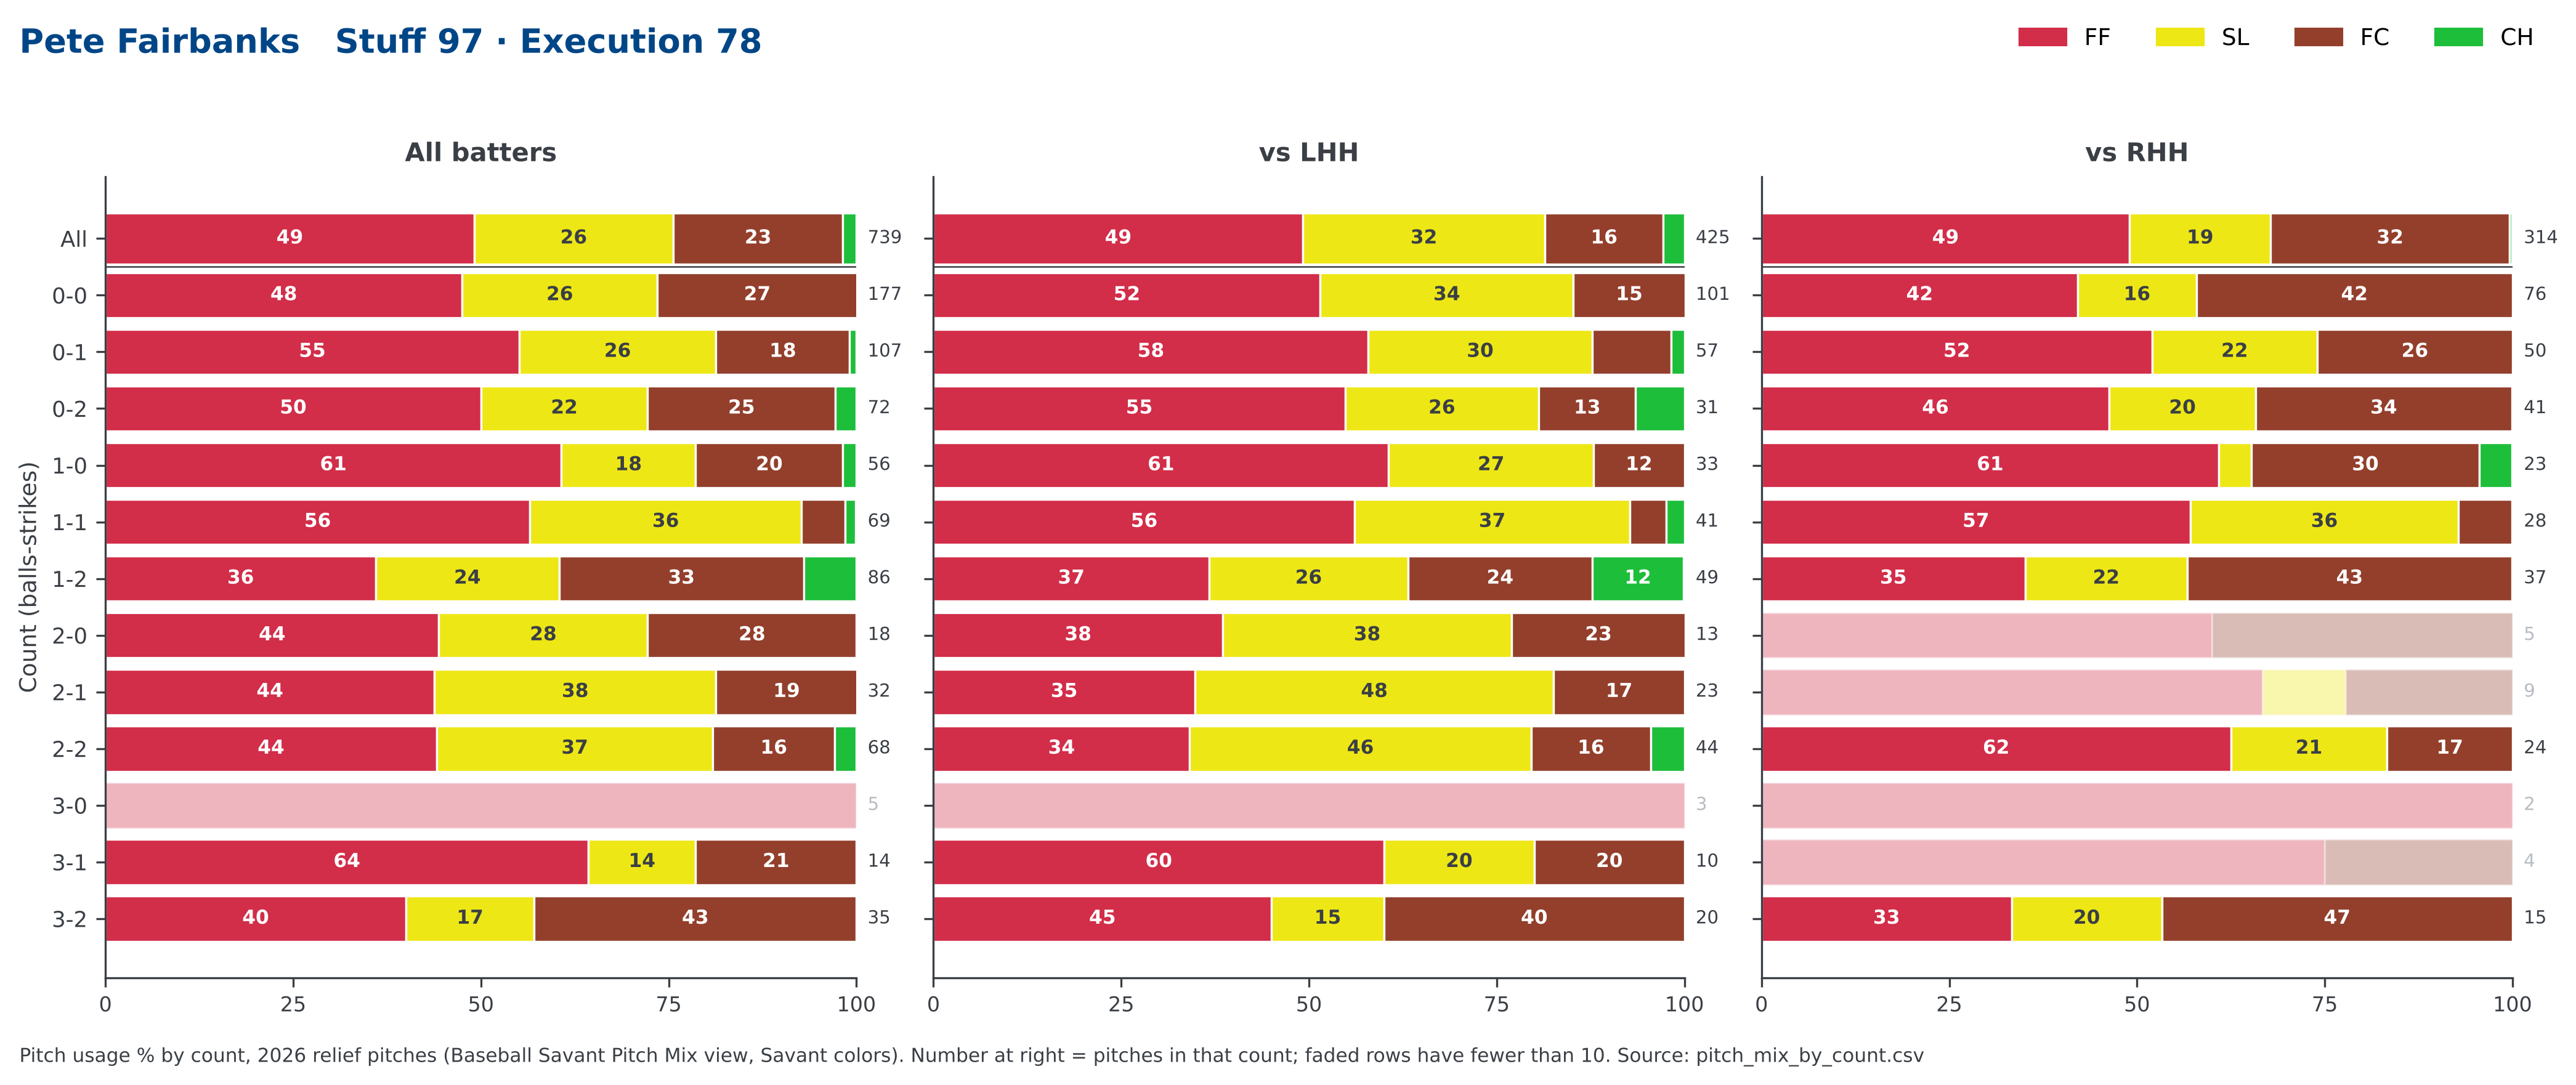 Pete Fairbanks   Stuff 97 · Execution 78
FF SL FC CH
All batters vs LHH vs RHH
Count (balls-strikes)
All 49 26 23 739 49 32 16 425 49 19 32 314
0-0 48 26 27 177 52 34 15 101 42 16 42 76
0-1 55 26 18 107 58 30 57 52 22 26 50
0-2 50 22 25 72 55 26 13 31 46 20 34 41
1-0 61 18 20 56 61 27 12 33 61 30 23
1-1 56 36 69 56 37 41 57 36 28
1-2 36 24 33 86 37 26 24 12 49 35 22 43 37
2-0 44 28 28 18 38 38 23 13 5
2-1 44 38 19 32 35 48 17 23 9
2-2 44 37 16 68 34 46 16 44 62 21 17 24
3-0 5 3 2
3-1 64 14 21 14 60 20 20 10 4
3-2 40 17 43 35 45 15 40 20 33 20 47 15
0 25 50 75 100 0 25 50 75 100 0 25 50 75 100
Pitch usage % by count, 2026 relief pitches (Baseball Savant Pitch Mix view, Savant colors). Number at right = pitches in that count; faded rows have fewer than 10. Source: pitch_mix_by_count.csv